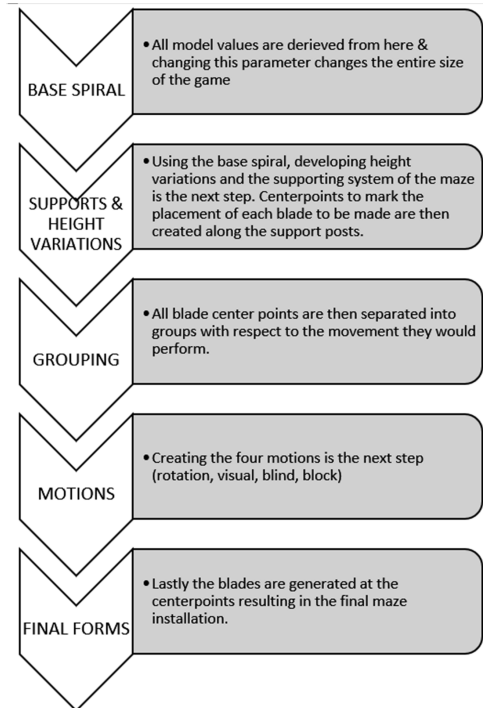 BASE SPIRAL
•All model values are derieved from here &
changing this parameter changes the entire size
of the game
SUPPORTS &
HEIGHT
VARIATIONS
•Using the base spiral, developing height
variations and the supporting system of the maze
is the next step. Centerpoints to mark the
placement of each blade to be made are then
created along the support posts.
GROUPING
•All blade center points are then separated into
groups with respect to the movement they would
perform.
MOTIONS
•Creating the four motions is the next step
(rotation, visual, blind, block)
FINAL FORMS
•Lastly the blades are generated at the
centerpoints resulting in the final maze
installation.